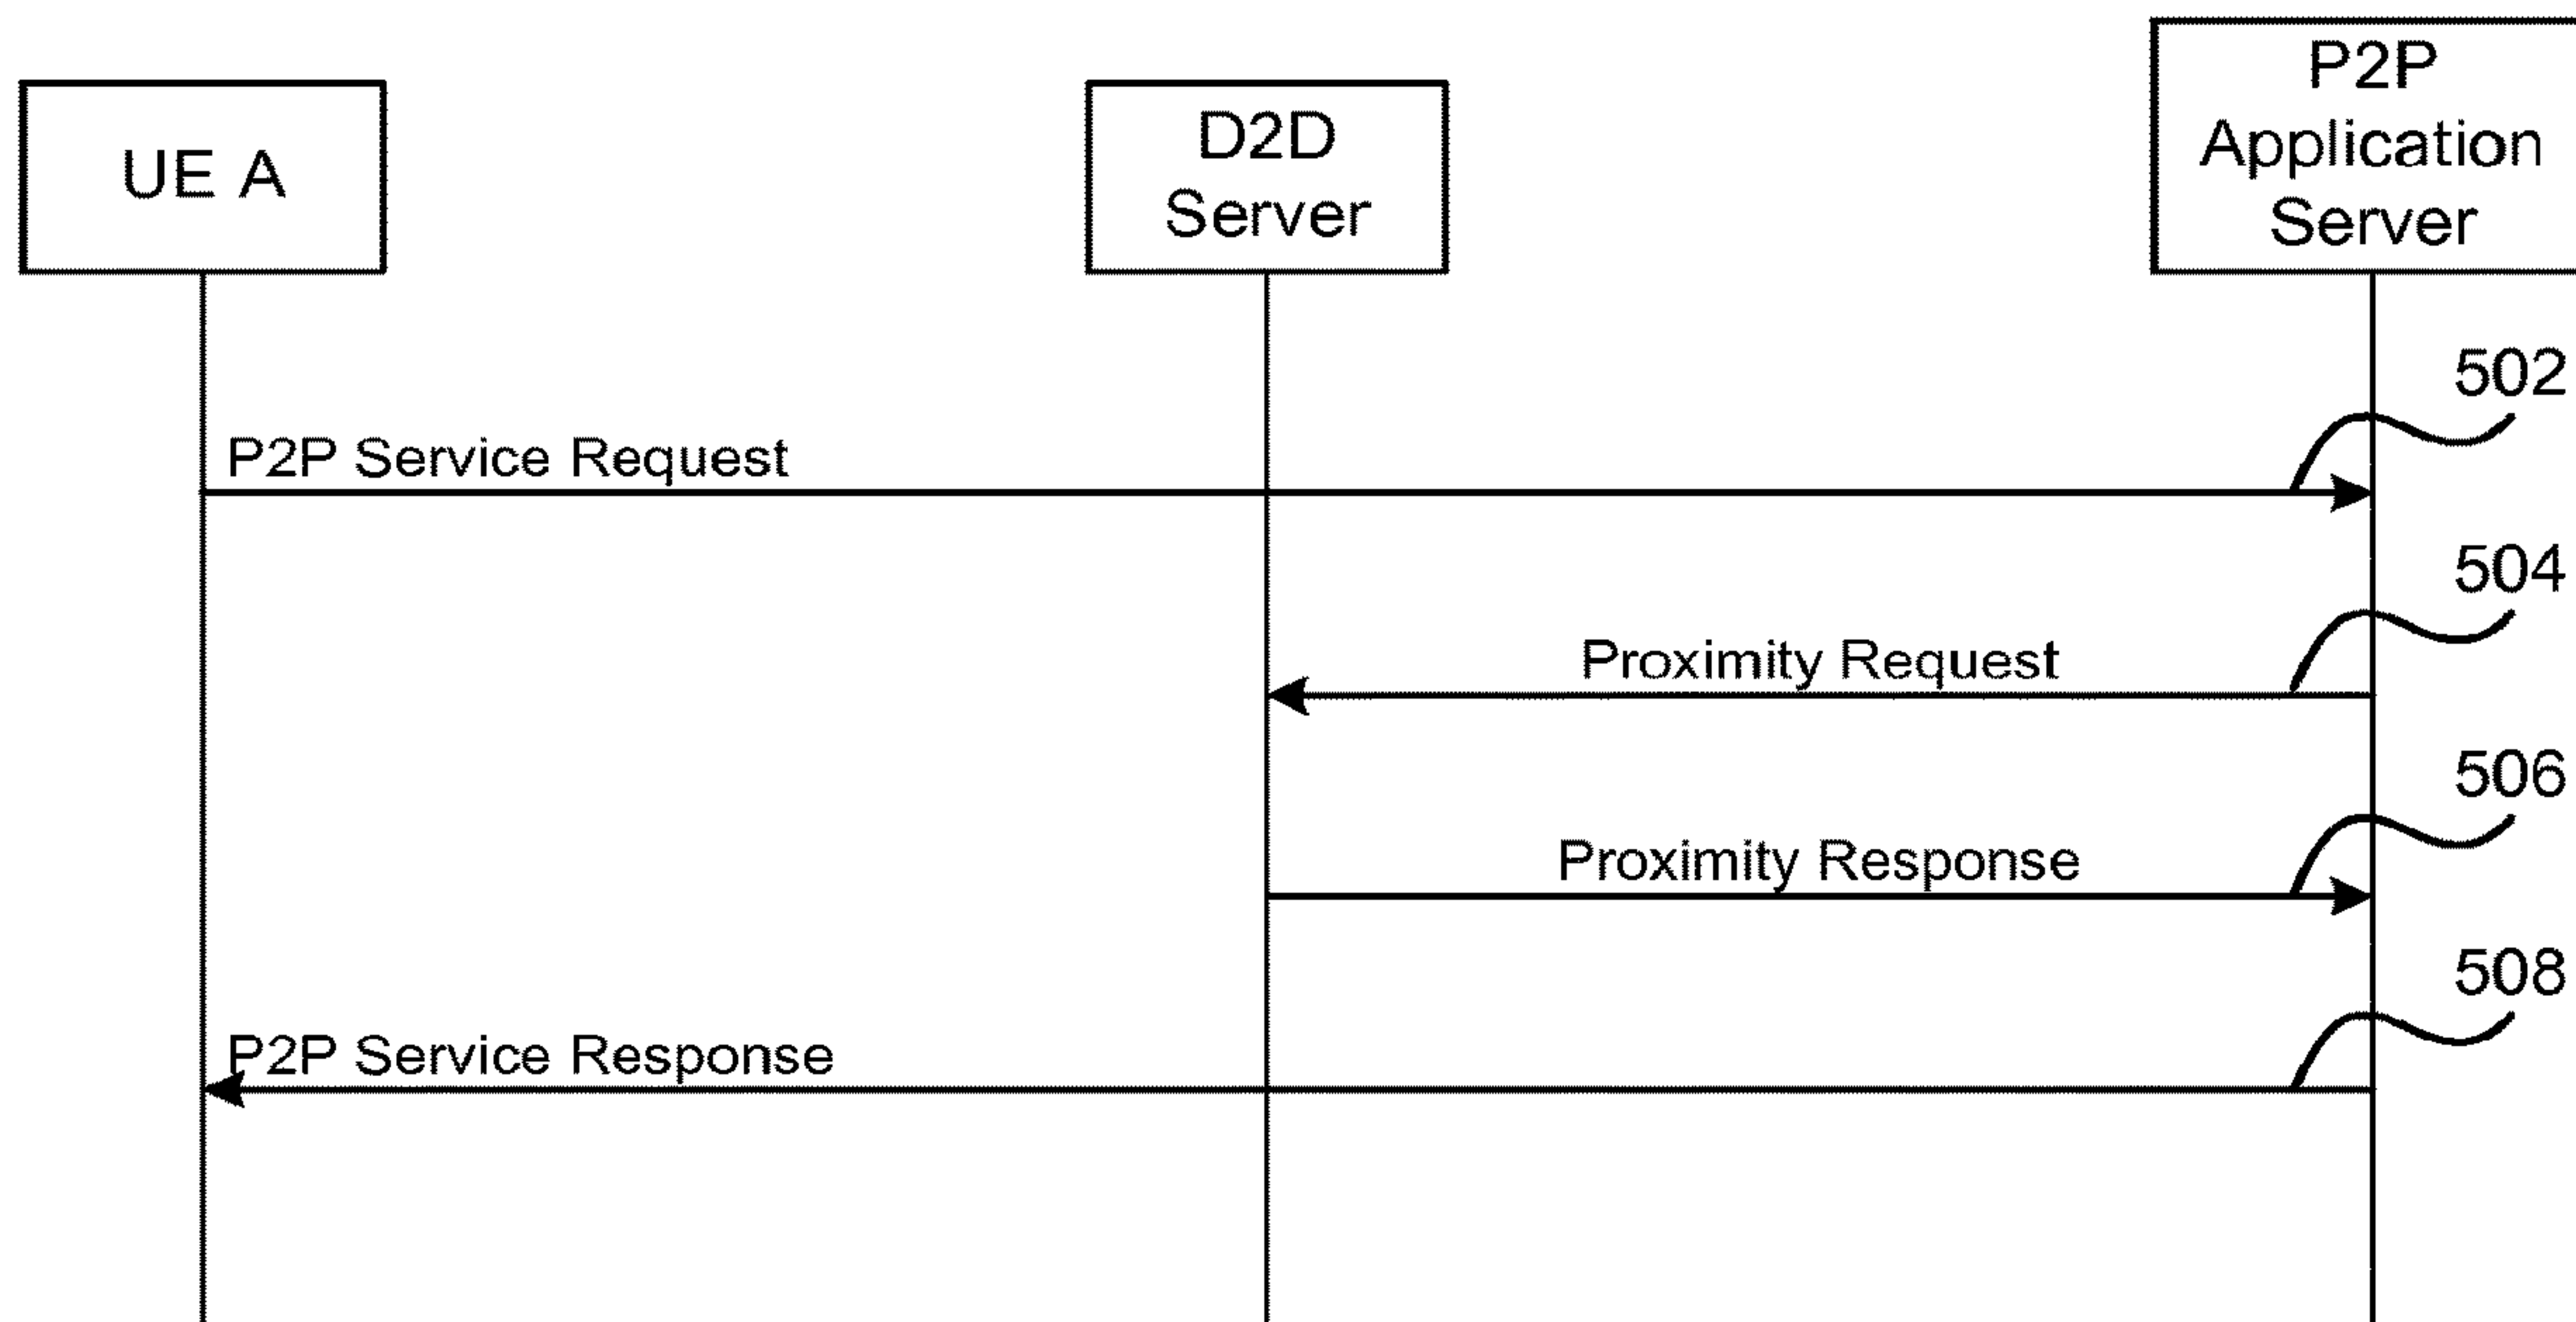 UE A
D2D
Server
P2P
Application
Server
502
P2P Service Request
504
Proximity Request
506
Proximity Response
508
P2P Service Response